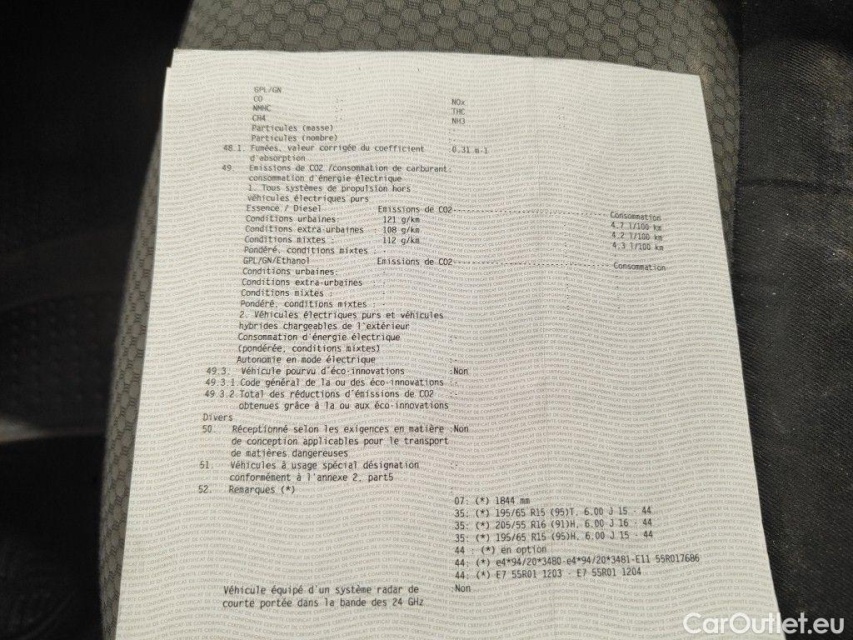 GPL/GN
CO :- NOx
NMHC :- THC
CH4 :- NH3
Particules (masse)
Particules (nombre)
48.1. Fumées, valeur corrigée du coefficient :0.31 m-1
d'absorption
49. Emissions de CO2 /consommation de carburant:
consommation d'énergie électrique
1. Tous systèmes de propulsion hors
véhicules électriques purs
Essence / Diesel Emissions de CO2 Consommation
Conditions urbaines: 121 g/km 4.7 l/100 km
Conditions extra-urbaines : 108 g/km 4.2 l/100 km
Conditions mixtes : 112 g/km 4.3 l/100 km
Pondéré, conditions mixtes :
GPL/GN/Ethanol Emissions de CO2 Consommation
Conditions urbaines:
Conditions extra-urbaines :
Conditions mixtes :
Pondéré, conditions mixtes : -
2. Véhicules électriques purs et véhicules
hybrides chargeables de l'extérieur
Consommation d'énergie électrique :-
(pondérée, conditions mixtes)
Autonomie en mode électrique :-
49.3. Véhicule pourvu d'éco-innovations :Non
49.3.1.Code général de la ou des éco-innovations :-
49.3.2.Total des réductions d'émissions de CO2 :-
obtenues grâce à la ou aux éco-innovations
Divers
50. Réceptionné selon les exigences en matière :Non
de conception applicables pour le transport
de matières dangereuses
51. Véhicules à usage spécial désignation :-
conformément à l'annexe 2, part5
52. Remarques (*)
07: (*) 1844 mm
35: (*) 195/65 R15 (95)T, 6.00 J 15 - 44
35: (*) 205/55 R16 (91)H, 6.00 J 16 - 44
35: (*) 195/65 R15 (95)H, 6.00 J 15 - 44
44 : (*) en option
44: (*) e4*94/20*3480-e4*94/20*3481-E11 55R017686
44: (*) E7 55R01 1203 - E7 55R01 1204
Véhicule équipé d'un système radar de :Non
courte portée dans la bande des 24 GHz
CarOutlet.eu